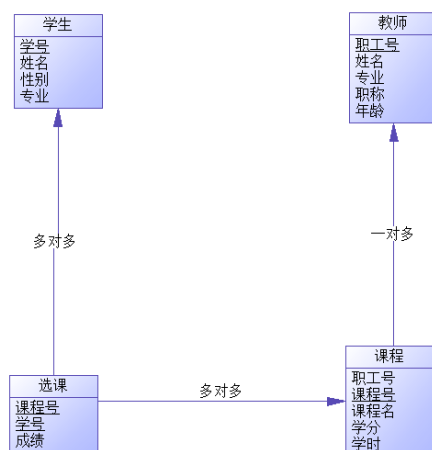 学生
学号
姓名
性别
专业
教师
职工号
姓名
专业
职称
年龄
多对多
一对多
选课
课程号
学号
成绩
多对多
课程
职工号
课程号
课程名
学分
学时